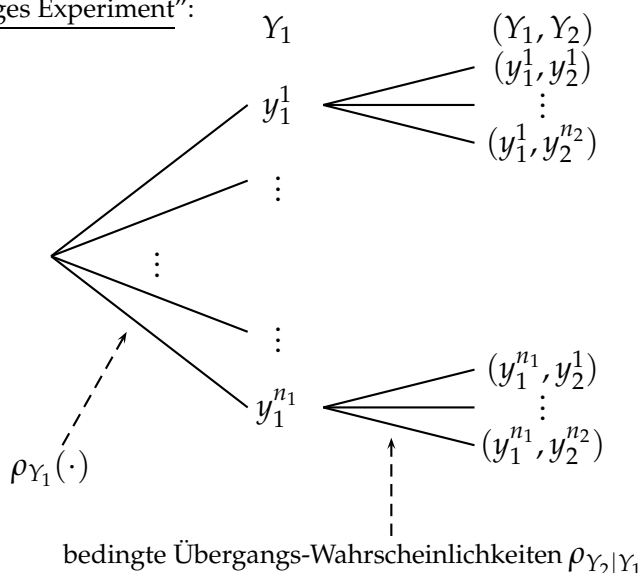 ges Experiment”:
Y_1 (Y_1, Y_2)
y_1^1 (y_1^1, y_2^1)
⋮
(y_1^1, y_2^{n_2})
⋮
⋮
⋮
y_1^{n_1} (y_1^{n_1}, y_2^1)
⋮
(y_1^{n_1}, y_2^{n_2})
ρ_{Y_1}(·)
bedingte Übergangs-Wahrscheinlichkeiten ρ_{Y_2|Y_1}